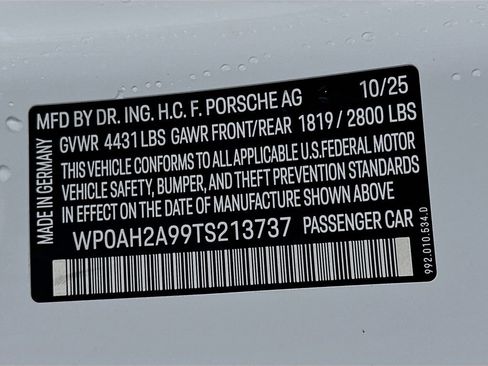 MFD BY DR. ING. H.C. F. PORSCHE AG 10/25
GVWR 4431 LBS GAWR FRONT/REAR 1819 / 2800 LBS
THIS VEHICLE CONFORMS TO ALL APPLICABLE U.S.FEDERAL MOTOR
VEHICLE SAFETY, BUMPER, AND THEFT PREVENTION STANDARDS
IN EFFECT ON THE DATE OF MANUFACTURE SHOWN ABOVE.
WP0AH2A99TS213737 PASSENGER CAR
MADE IN GERMANY
992.010.534.D